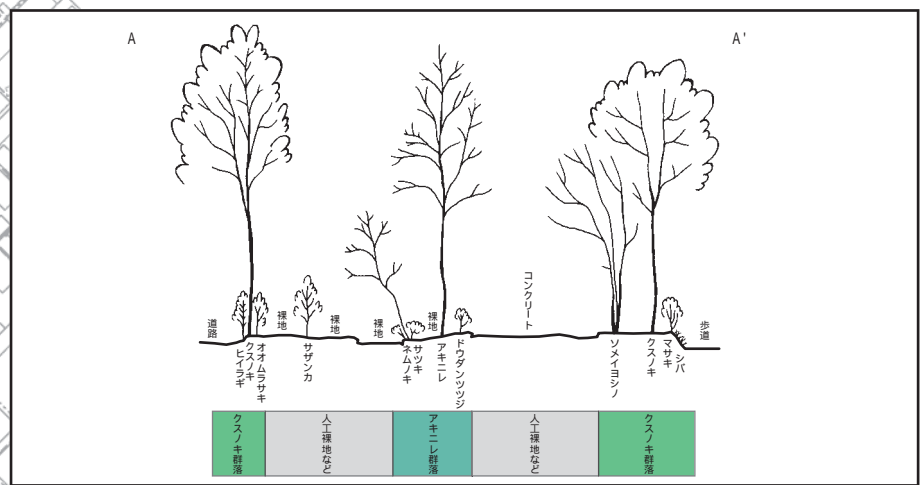 A
A'
道路
ヒイラギ
クスノキ
オオムラサキ
裸地
サザンカ
裸地
裸地
ネムノキ
サツキ
裸地
アキニレ
ドウダンツツジ
コンクリート
ソメイヨシノ
クスノキ
マサキ
シバ
歩道
クスノキ群落
人工裸地など
アキニレ群落
人工裸地など
クスノキ群落